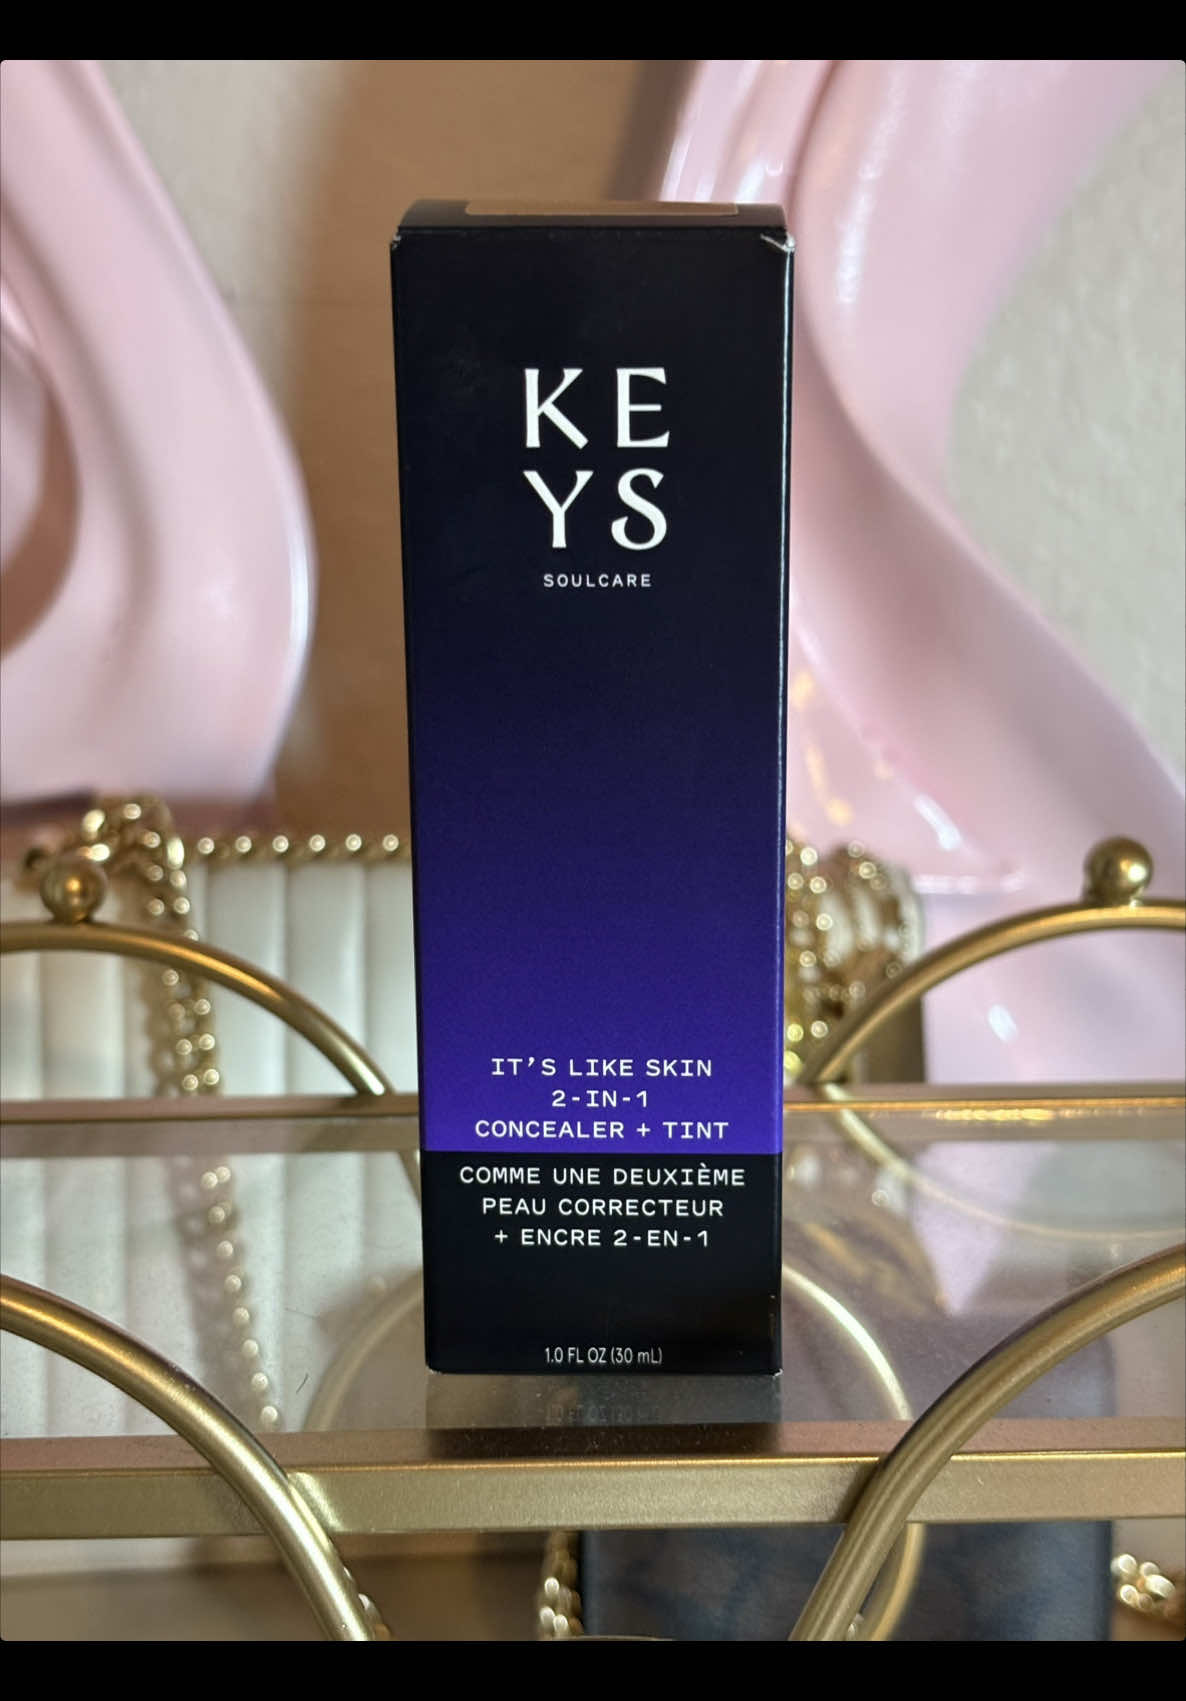 KE
YS
SOULCARE
IT'S LIKE SKIN
2-IN-1
CONCEALER + TINT
COMME UNE DEUXIÈME
PEAU CORRECTEUR
+ ENCRE 2-EN-1
1.0 FL OZ (30 mL)